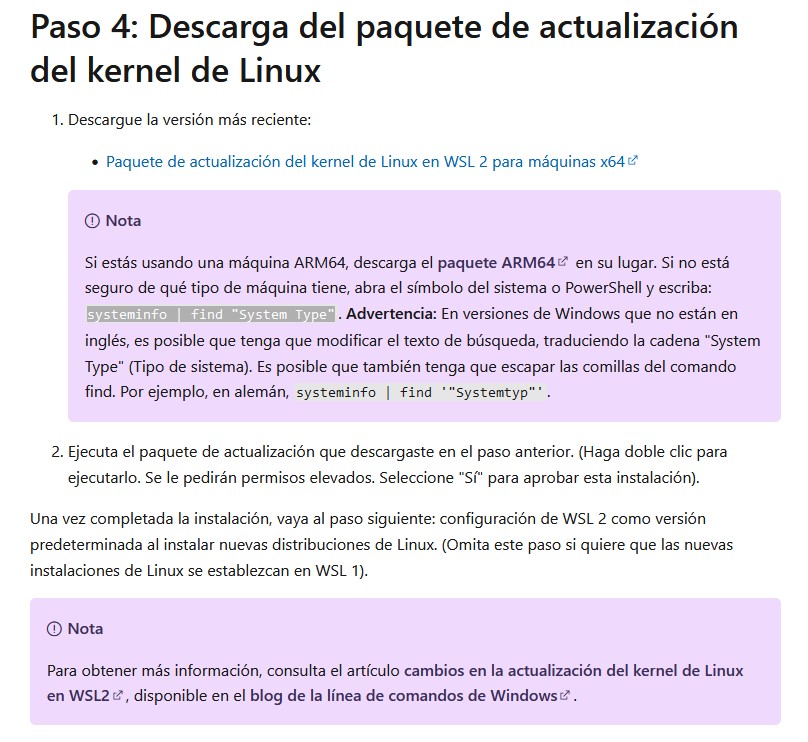 Paso 4: Descarga del paquete de actualización
del kernel de Linux
1. Descargue la versión más reciente:
• Paquete de actualización del kernel de Linux en WSL 2 para máquinas x64
Nota
Si estás usando una máquina ARM64, descarga el paquete ARM64 en su lugar. Si no está
seguro de qué tipo de máquina tiene, abra el símbolo del sistema o PowerShell y escriba:
systeminfo | find "System Type". Advertencia: En versiones de Windows que no están en
inglés, es posible que tenga que modificar el texto de búsqueda, traduciendo la cadena "System
Type" (Tipo de sistema). Es posible que también tenga que escapar las comillas del comando
find. Por ejemplo, en alemán, systeminfo | find '"Systemtyp"'.
2. Ejecuta el paquete de actualización que descargaste en el paso anterior. (Haga doble clic para
ejecutarlo. Se le pedirán permisos elevados. Seleccione "Sí" para aprobar esta instalación).
Una vez completada la instalación, vaya al paso siguiente: configuración de WSL 2 como versión
predeterminada al instalar nuevas distribuciones de Linux. (Omita este paso si quiere que las nuevas
instalaciones de Linux se establezcan en WSL 1).
Nota
Para obtener más información, consulta el artículo cambios en la actualización del kernel de Linux
en WSL2, disponible en el blog de la línea de comandos de Windows.